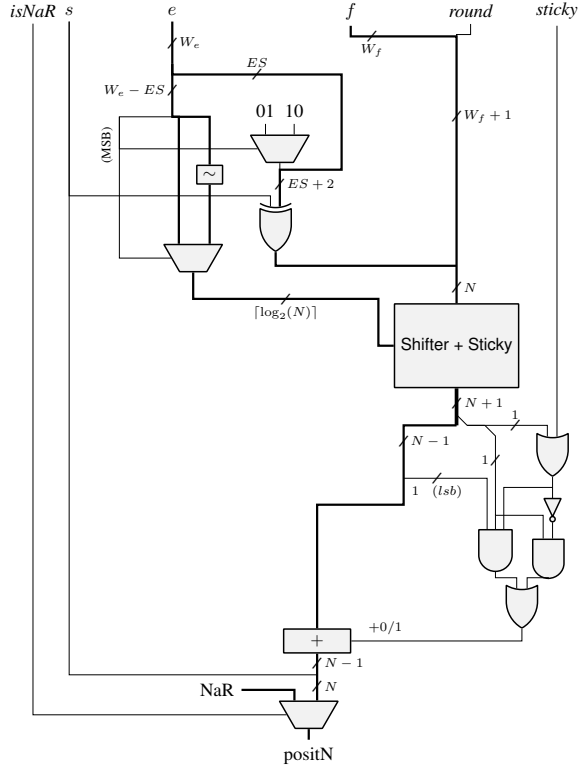 isNaR s e f round sticky
W_e ES W_f
W_e − ES
01 10 W_f + 1
(MSB)
∼
ES + 2
N
⌈log₂(N)⌉
Shifter + Sticky
N + 1
1
N − 1
1
1 (lsb)
+0/1
+
N − 1
NaR N
positN